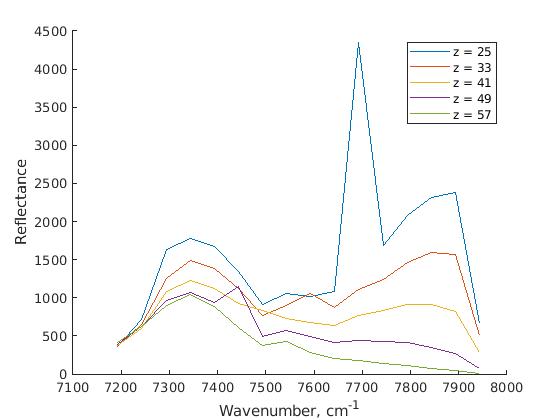 4500
4000
3500
3000
2500
2000
1500
1000
500
0
Reflectance
z = 25
z = 33
z = 41
z = 49
z = 57
7100 7200 7300 7400 7500 7600 7700 7800 7900 8000
Wavenumber, cm-1